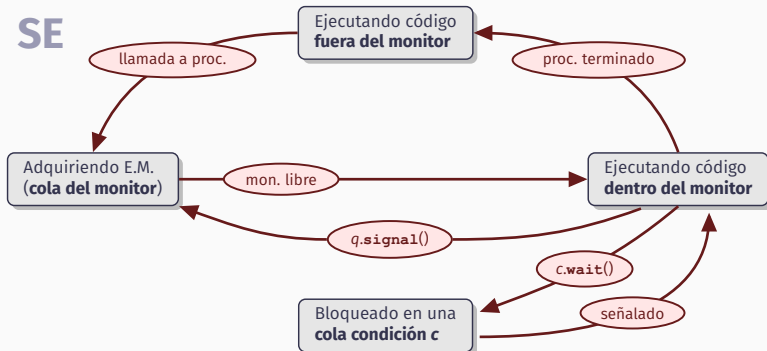 SE
Ejecutando código
fuera del monitor
llamada a proc.
proc. terminado
Adquiriendo E.M.
(cola del monitor)
mon. libre
Ejecutando código
dentro del monitor
q.signal()
c.wait()
Bloqueado en una
cola condición c
señalado